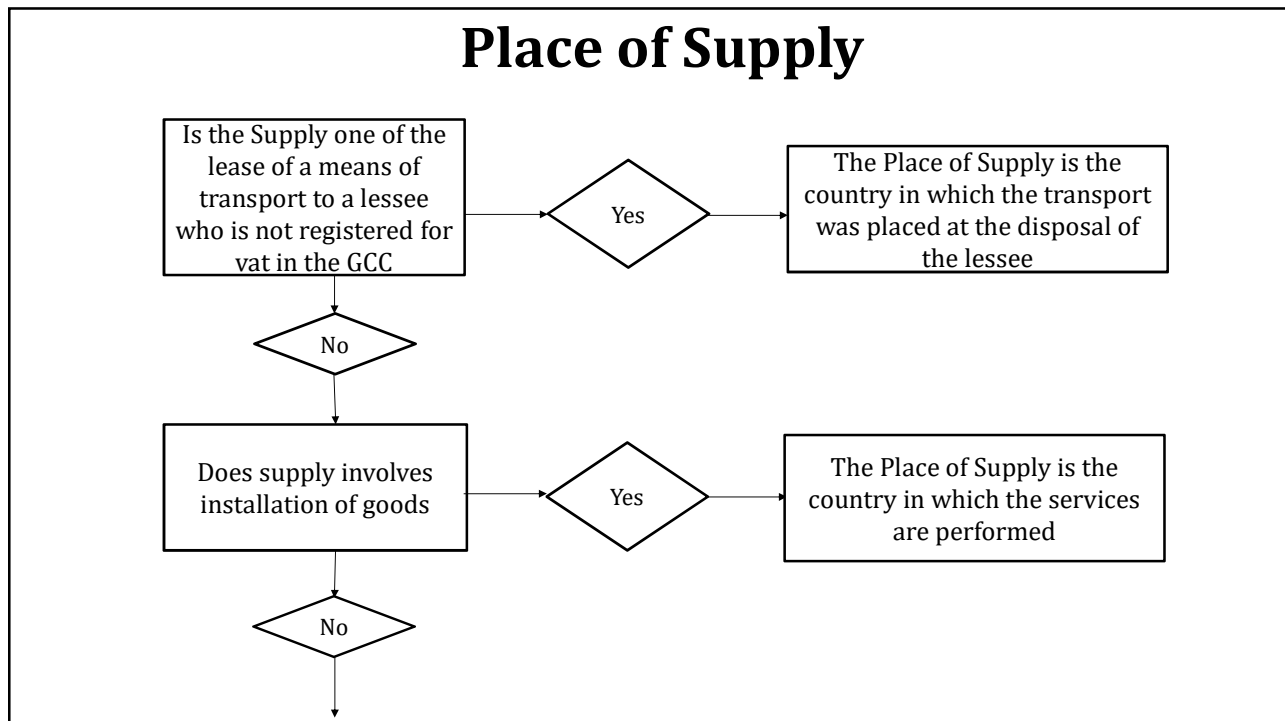 Place of Supply
Is the Supply one of the
lease of a means of
transport to a lessee
who is not registered for
vat in the GCC
Yes
The Place of Supply is the
country in which the transport
was placed at the disposal of
the lessee
No
Does supply involves
installation of goods
Yes
The Place of Supply is the
country in which the services
are performed
No